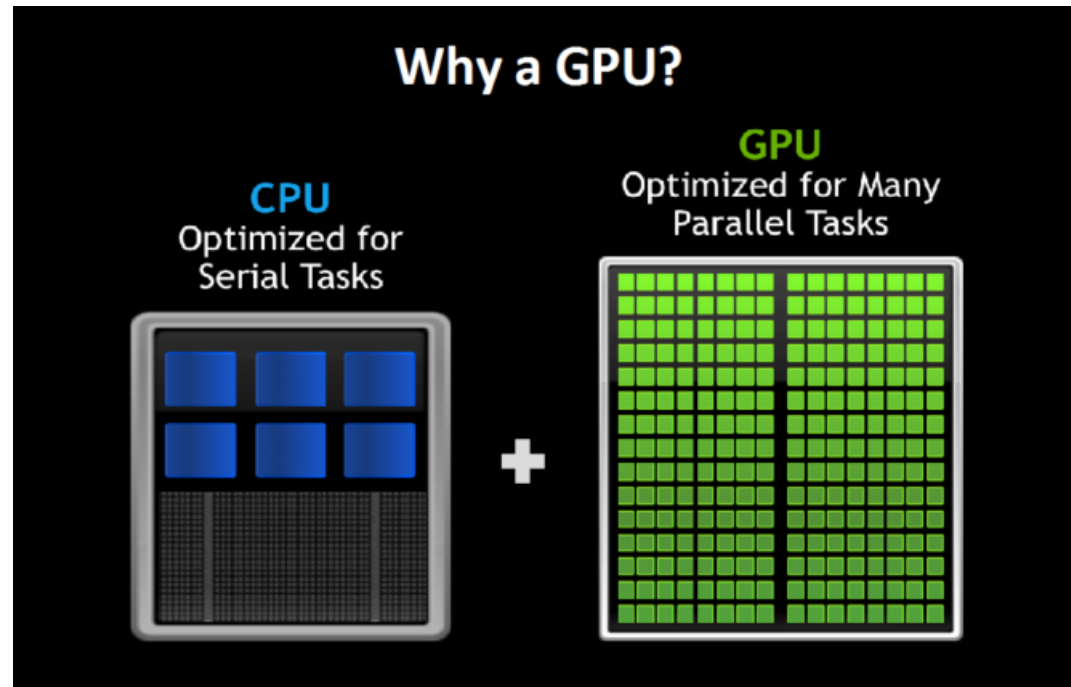 Why a GPU?
CPU
Optimized for
Serial Tasks
GPU
Optimized for Many
Parallel Tasks